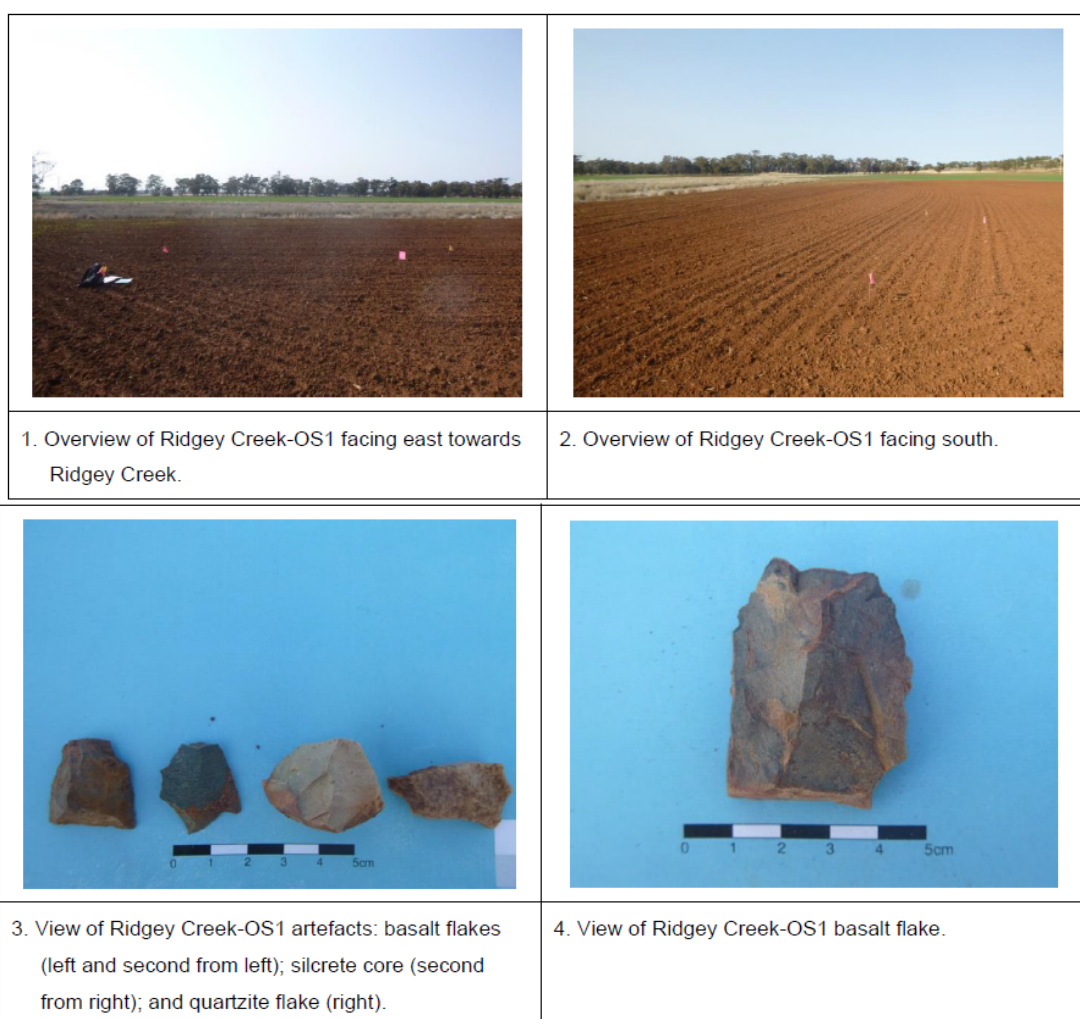 1. Overview of Ridgey Creek-OS1 facing east towards
Ridgey Creek.
2. Overview of Ridgey Creek-OS1 facing south.
0 1 2 3 4 5cm
0 1 2 3 4 5cm
3. View of Ridgey Creek-OS1 artefacts: basalt flakes
(left and second from left); silcrete core (second
from right); and quartzite flake (right).
4. View of Ridgey Creek-OS1 basalt flake.